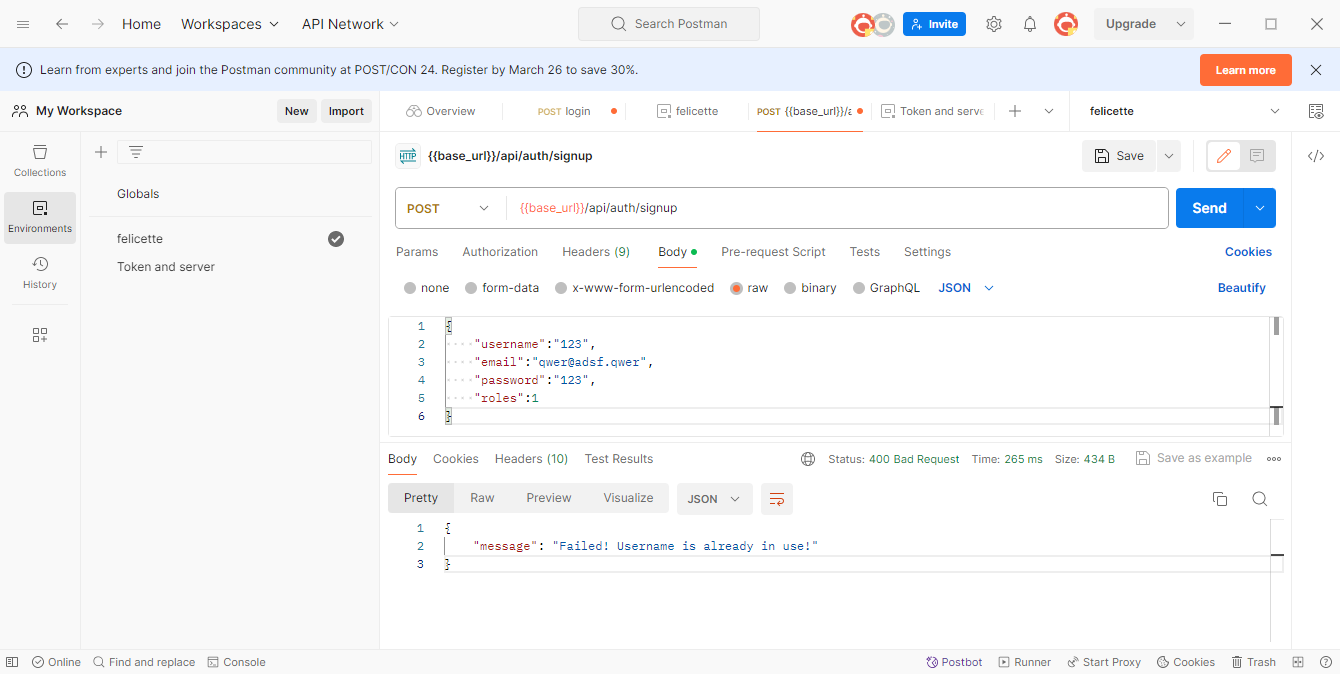 Home Workspaces API Network Search Postman Invite Upgrade
Learn from experts and join the Postman community at POST/CON 24. Register by March 26 to save 30%. Learn more
My Workspace New Import Overview POST login felicette POST {{base_url}}/a Token and serve felicette
Collections
Environments
History
Globals
felicette
Token and server
HTTP {{base_url}}/api/auth/signup Save
POST {{base_url}}/api/auth/signup Send
Params Authorization Headers (9) Body Pre-request Script Tests Settings Cookies
none form-data x-www-form-urlencoded raw binary GraphQL JSON Beautify
1 {
2 "username":"123",
3 "email":"qwer@adsf.qwer",
4 "password":"123",
5 "roles":1
6 }
Body Cookies Headers (10) Test Results Status: 400 Bad Request Time: 265 ms Size: 434 B Save as example
Pretty Raw Preview Visualize JSON
1 {
2 "message": "Failed! Username is already in use!"
3 }
Online Find and replace Console Postbot Runner Start Proxy Cookies Trash